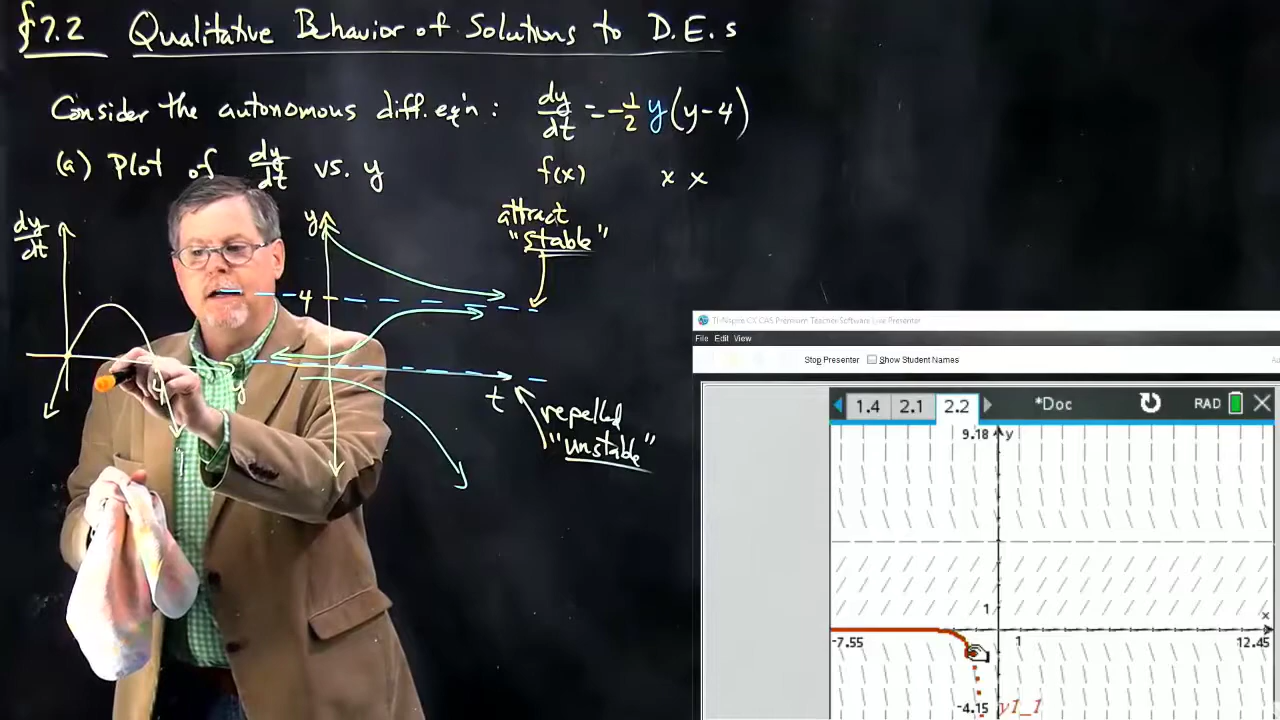 §7.2 Qualitative Behavior of Solutions to D.E.s
Consider the autonomous diff. eq'n : dy/dt = -1/2 y(y-4)
(a) Plot of dy/dt vs. y
f(x) x x
attract
"stable"
dy/dt
y
4
4
y
t
repelled
"unstable"
TI-Nspire CX CAS Premium Teacher Software Live Presenter
File Edit View
Stop Presenter Show Student Names
1.4 2.1 2.2 *Doc RAD
9.18 y
1
x
-7.55 1 12.45
-4.15 y1_1